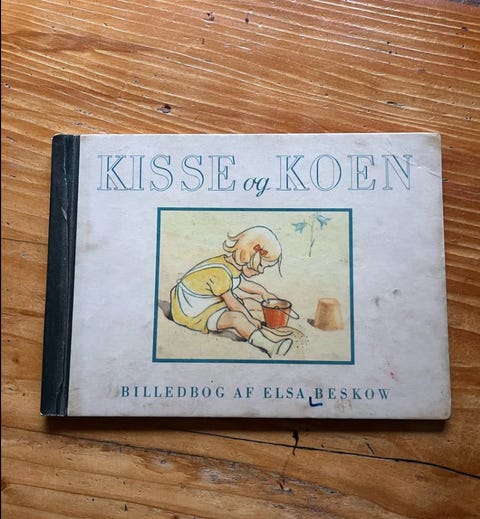 KISSE og KOEN
BILLEDBOG AF ELSA BESKOW